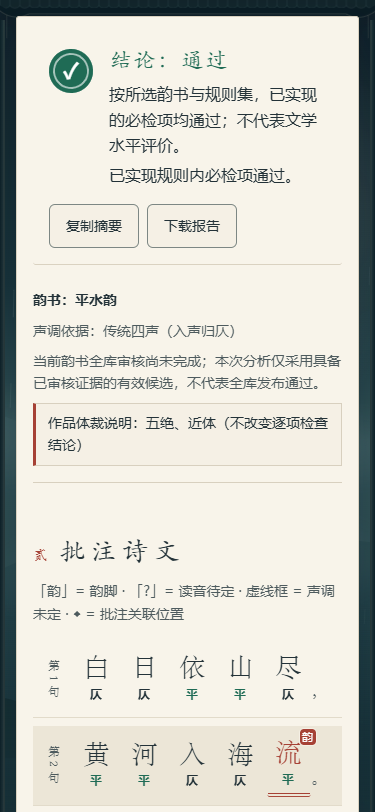 结论：通过
按所选韵书与规则集，已实现
的必检项均通过；不代表文学
水平评价。
已实现规则内必检项通过。
复制摘要
下载报告
韵书：平水韵
声调依据：传统四声（入声归仄）
当前韵书全库审核尚未完成；本次分析仅采用具备
已审核证据的有效候选，不代表全库发布通过。
作品体裁说明：五绝、近体（不改变逐项检查
结论）
贰 批注诗文
「韵」= 韵脚 · 「?」= 读音待定 · 虚线框 = 声调
未定 · ◆ = 批注关联位置
第1句
白日依山尽，
仄仄平平仄
第2句
黄河入海流。
韵
平平仄仄平